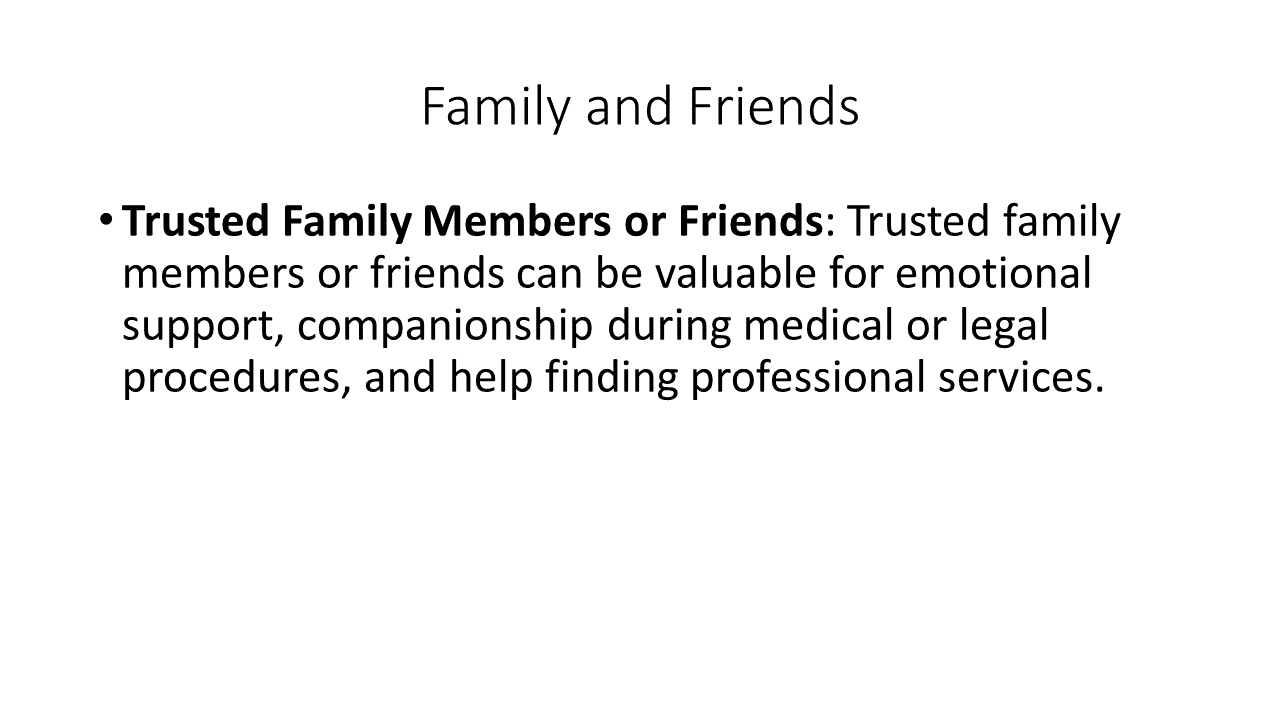 Family and Friends
• Trusted Family Members or Friends: Trusted family
members or friends can be valuable for emotional
support, companionship during medical or legal
procedures, and help finding professional services.